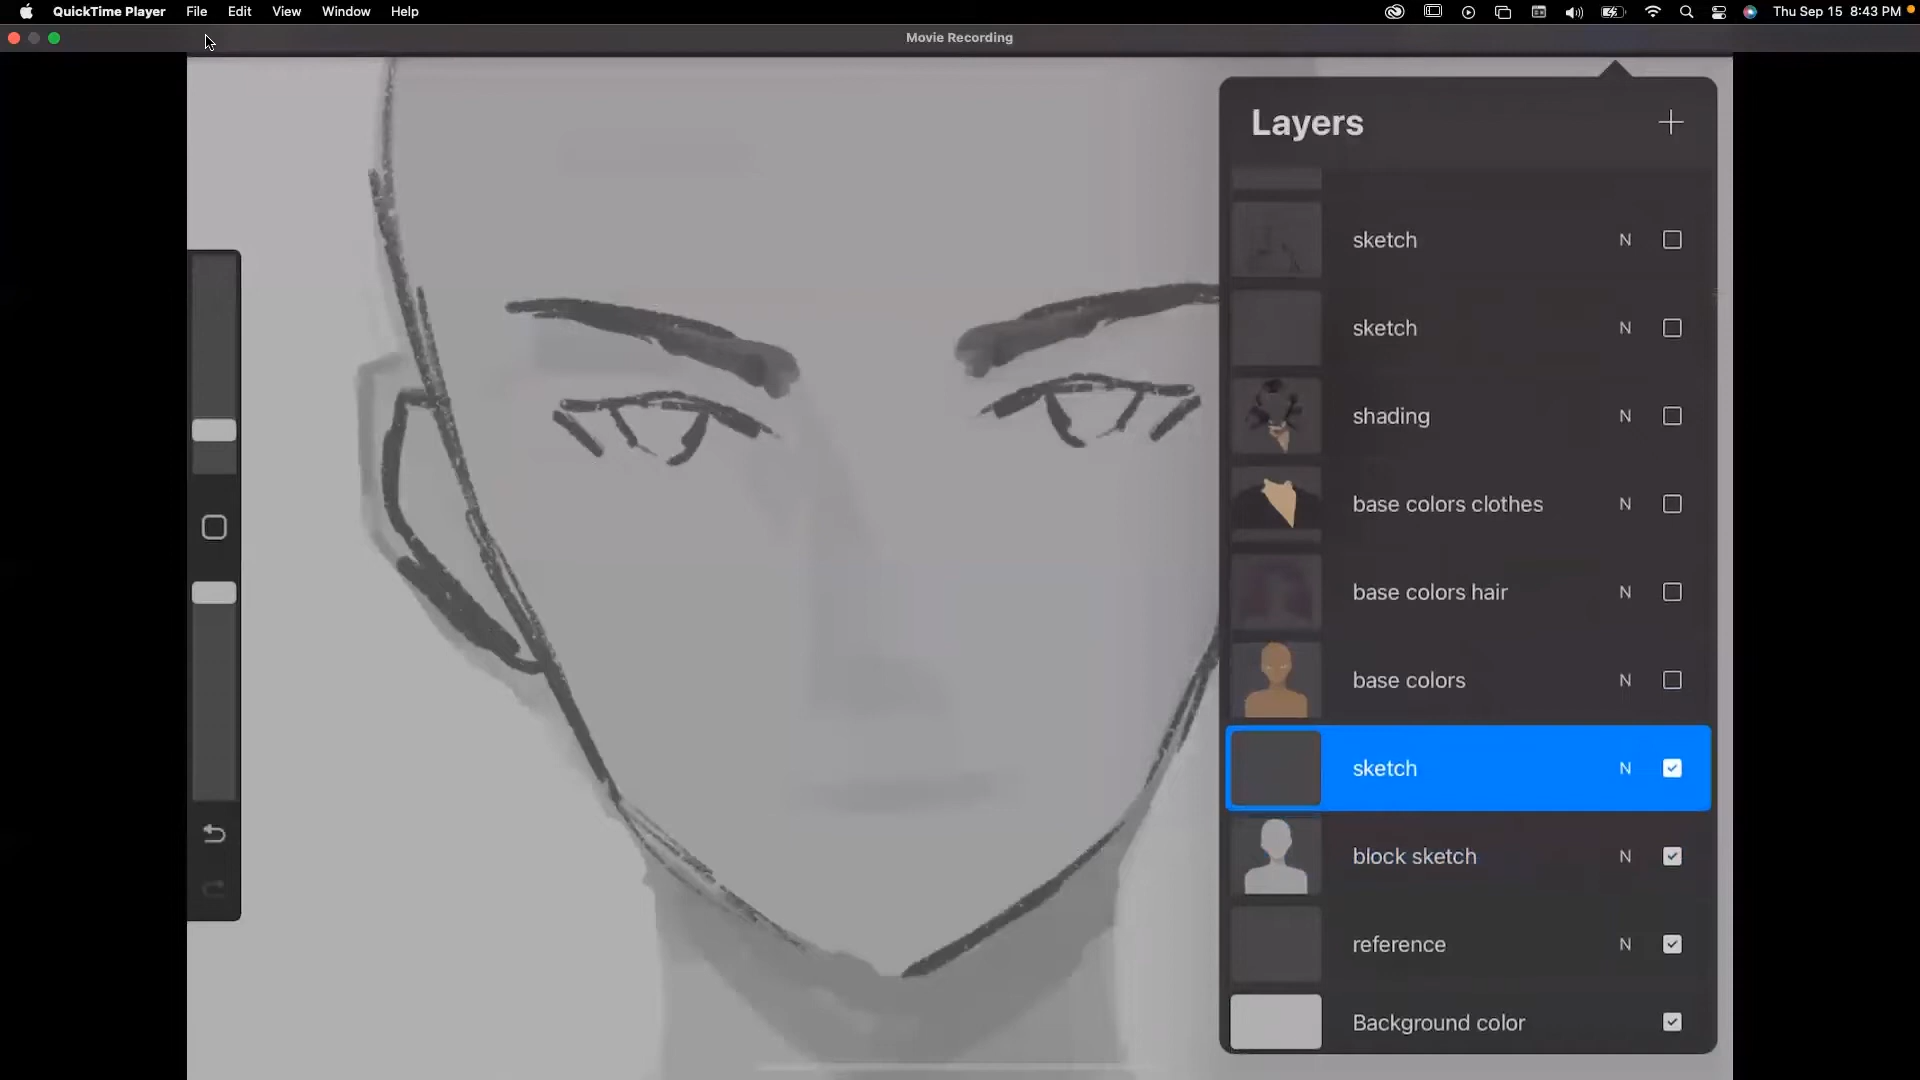 QuickTime Player File Edit View Window Help Thu Sep 15 8:43 PM
Movie Recording
Layers
sketch N
sketch N
shading N
base colors clothes N
base colors hair N
base colors N
sketch N
block sketch N
reference N
Background color